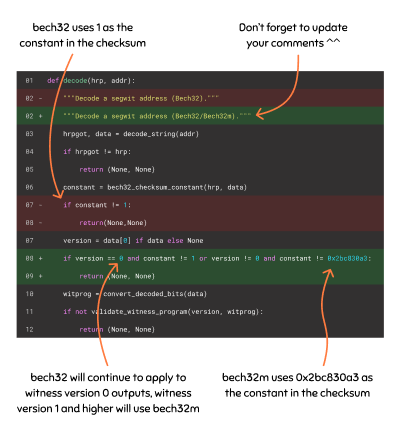 bech32 uses 1 as the
constant in the checksum
Don't forget to update
your comments ^^
01 def decode(hrp, addr):
02 - """Decode a segwit address (Bech32)."""
02 + """Decode a segwit address (Bech32/Bech32m)."""
03 hrpgot, data = decode_string(addr)
04 if hrpgot != hrp:
05 return (None, None)
06 constant = bech32_checksum_constant(hrp, data)
07 - if constant != 1:
08 - return(None,None)
07 version = data[0] if data else None
08 + if version == 0 and constant != 1 or version != 0 and constant != 0x2bc830a3:
09 + return (None, None)
10 witprog = convert_decoded_bits(data)
11 if not validate_witness_program(version, witprog):
12 return (None, None)
bech32 will continue to apply to
witness version 0 outputs, witness
version 1 and higher will use bech32m
bech32m uses 0x2bc830a3 as
the constant in the checksum